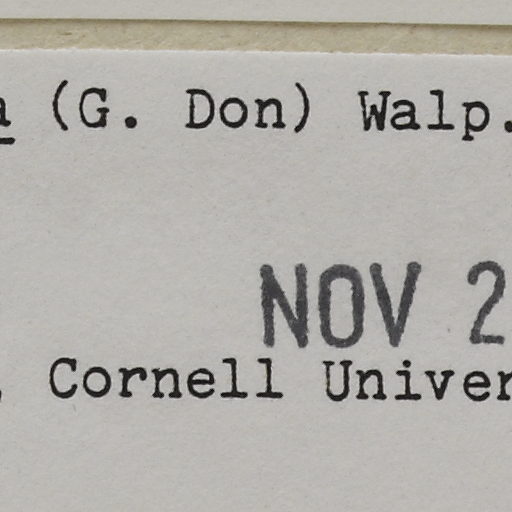 a (G. Don) Walp.
NOV 2
, Cornell Univer